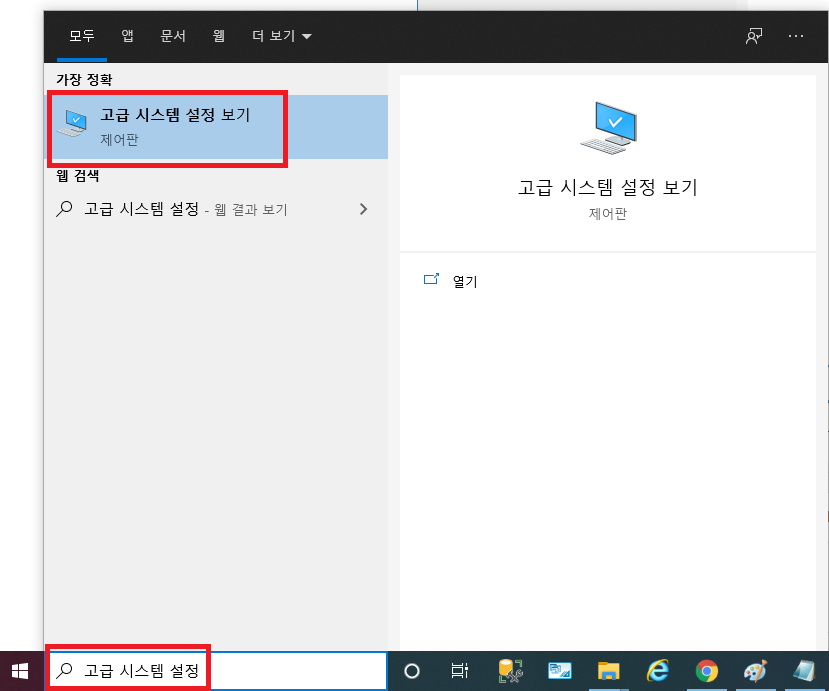 모두 앱 문서 웹 더 보기
가장 정확
고급 시스템 설정 보기
제어판
웹 검색
고급 시스템 설정 - 웹 결과 보기
고급 시스템 설정 보기
제어판
열기
고급 시스템 설정